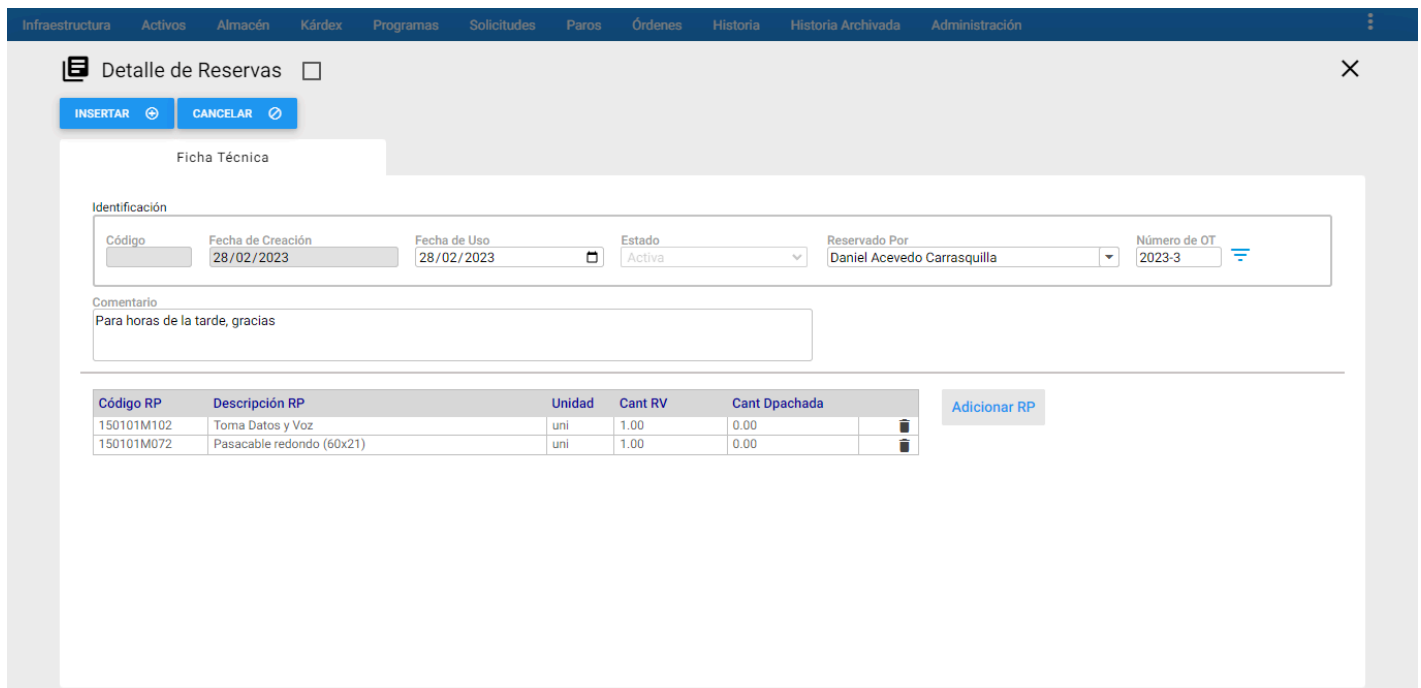 Infraestructura Activos Almacén Kárdex Programas Solicitudes Paros Órdenes Historia Historia Archivada Administración
Detalle de Reservas
INSERTAR CANCELAR
Ficha Técnica
Identificación
Código Fecha de Creación Fecha de Uso Estado Reservado Por Número de OT
28/02/2023 28/02/2023 Activa Daniel Acevedo Carrasquilla 2023-3
Comentario
Para horas de la tarde, gracias
Código RP Descripción RP Unidad Cant RV Cant Dpachada Adicionar RP
150101M102 Toma Datos y Voz uni 1.00 0.00
150101M072 Pasacable redondo (60x21) uni 1.00 0.00